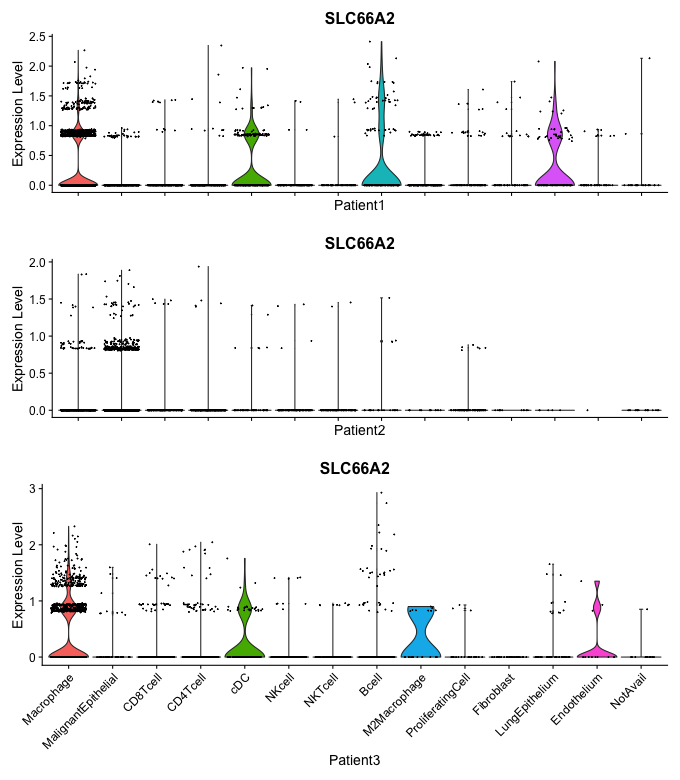 SLC66A2
Expression Level
2.5
2.0
1.5
1.0
0.5
0.0
Patient1
SLC66A2
Expression Level
2.0
1.5
1.0
0.5
0.0
Patient2
SLC66A2
Expression Level
3
2
1
0
Macrophage
MalignantEpithelial
CD8Tcell
CD4Tcell
cDC
NKcell
NKTcell
Bcell
M2Macrophage
ProliferatingCell
Fibroblast
LungEpithelium
Endothelium
NotAvail
Patient3